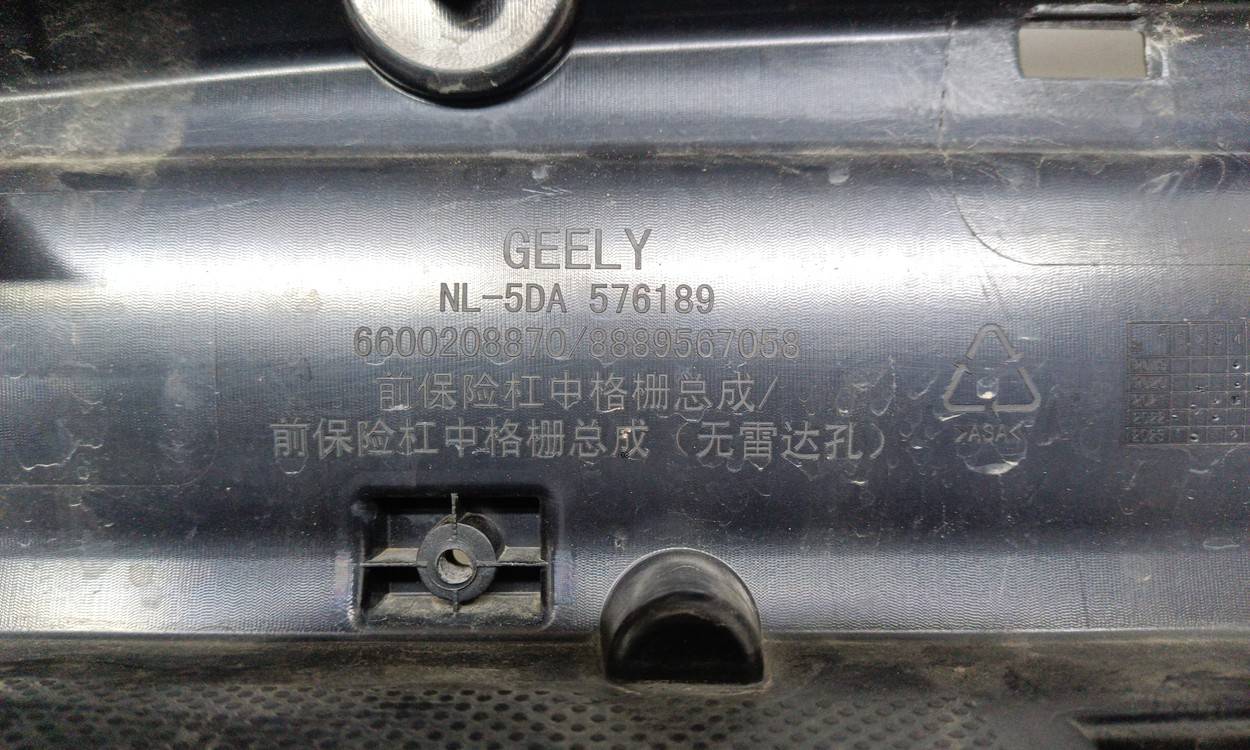 GEELY
NL-5DA 576189
6600208870/8889567058
前保险杠中格栅总成/
前保险杠中格栅总成（无雷达孔）
>ASA<